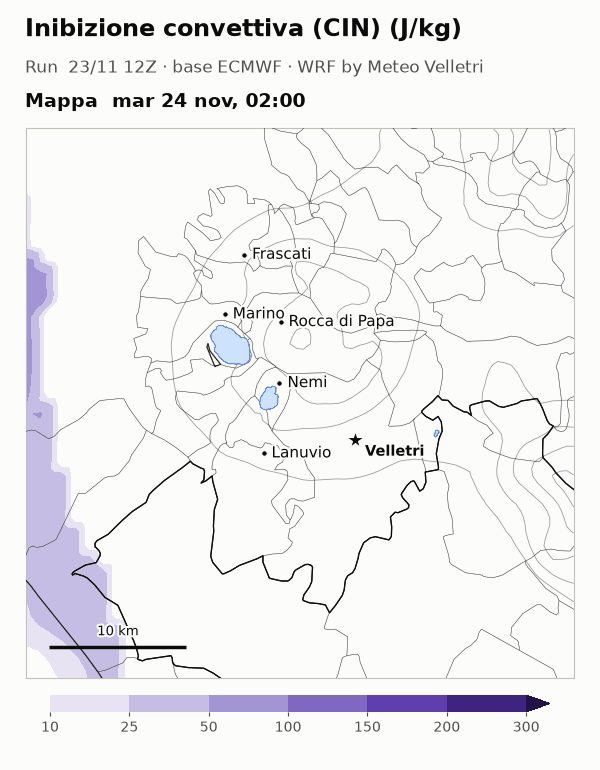 Inibizione convettiva (CIN) (J/kg)
Run  23/11 12Z · base ECMWF · WRF by Meteo Velletri
Mappa  mar 24 nov, 02:00
Frascati
Marino
Rocca di Papa
Nemi
Velletri
Lanuvio
10 km
10 25 50 100 150 200 300